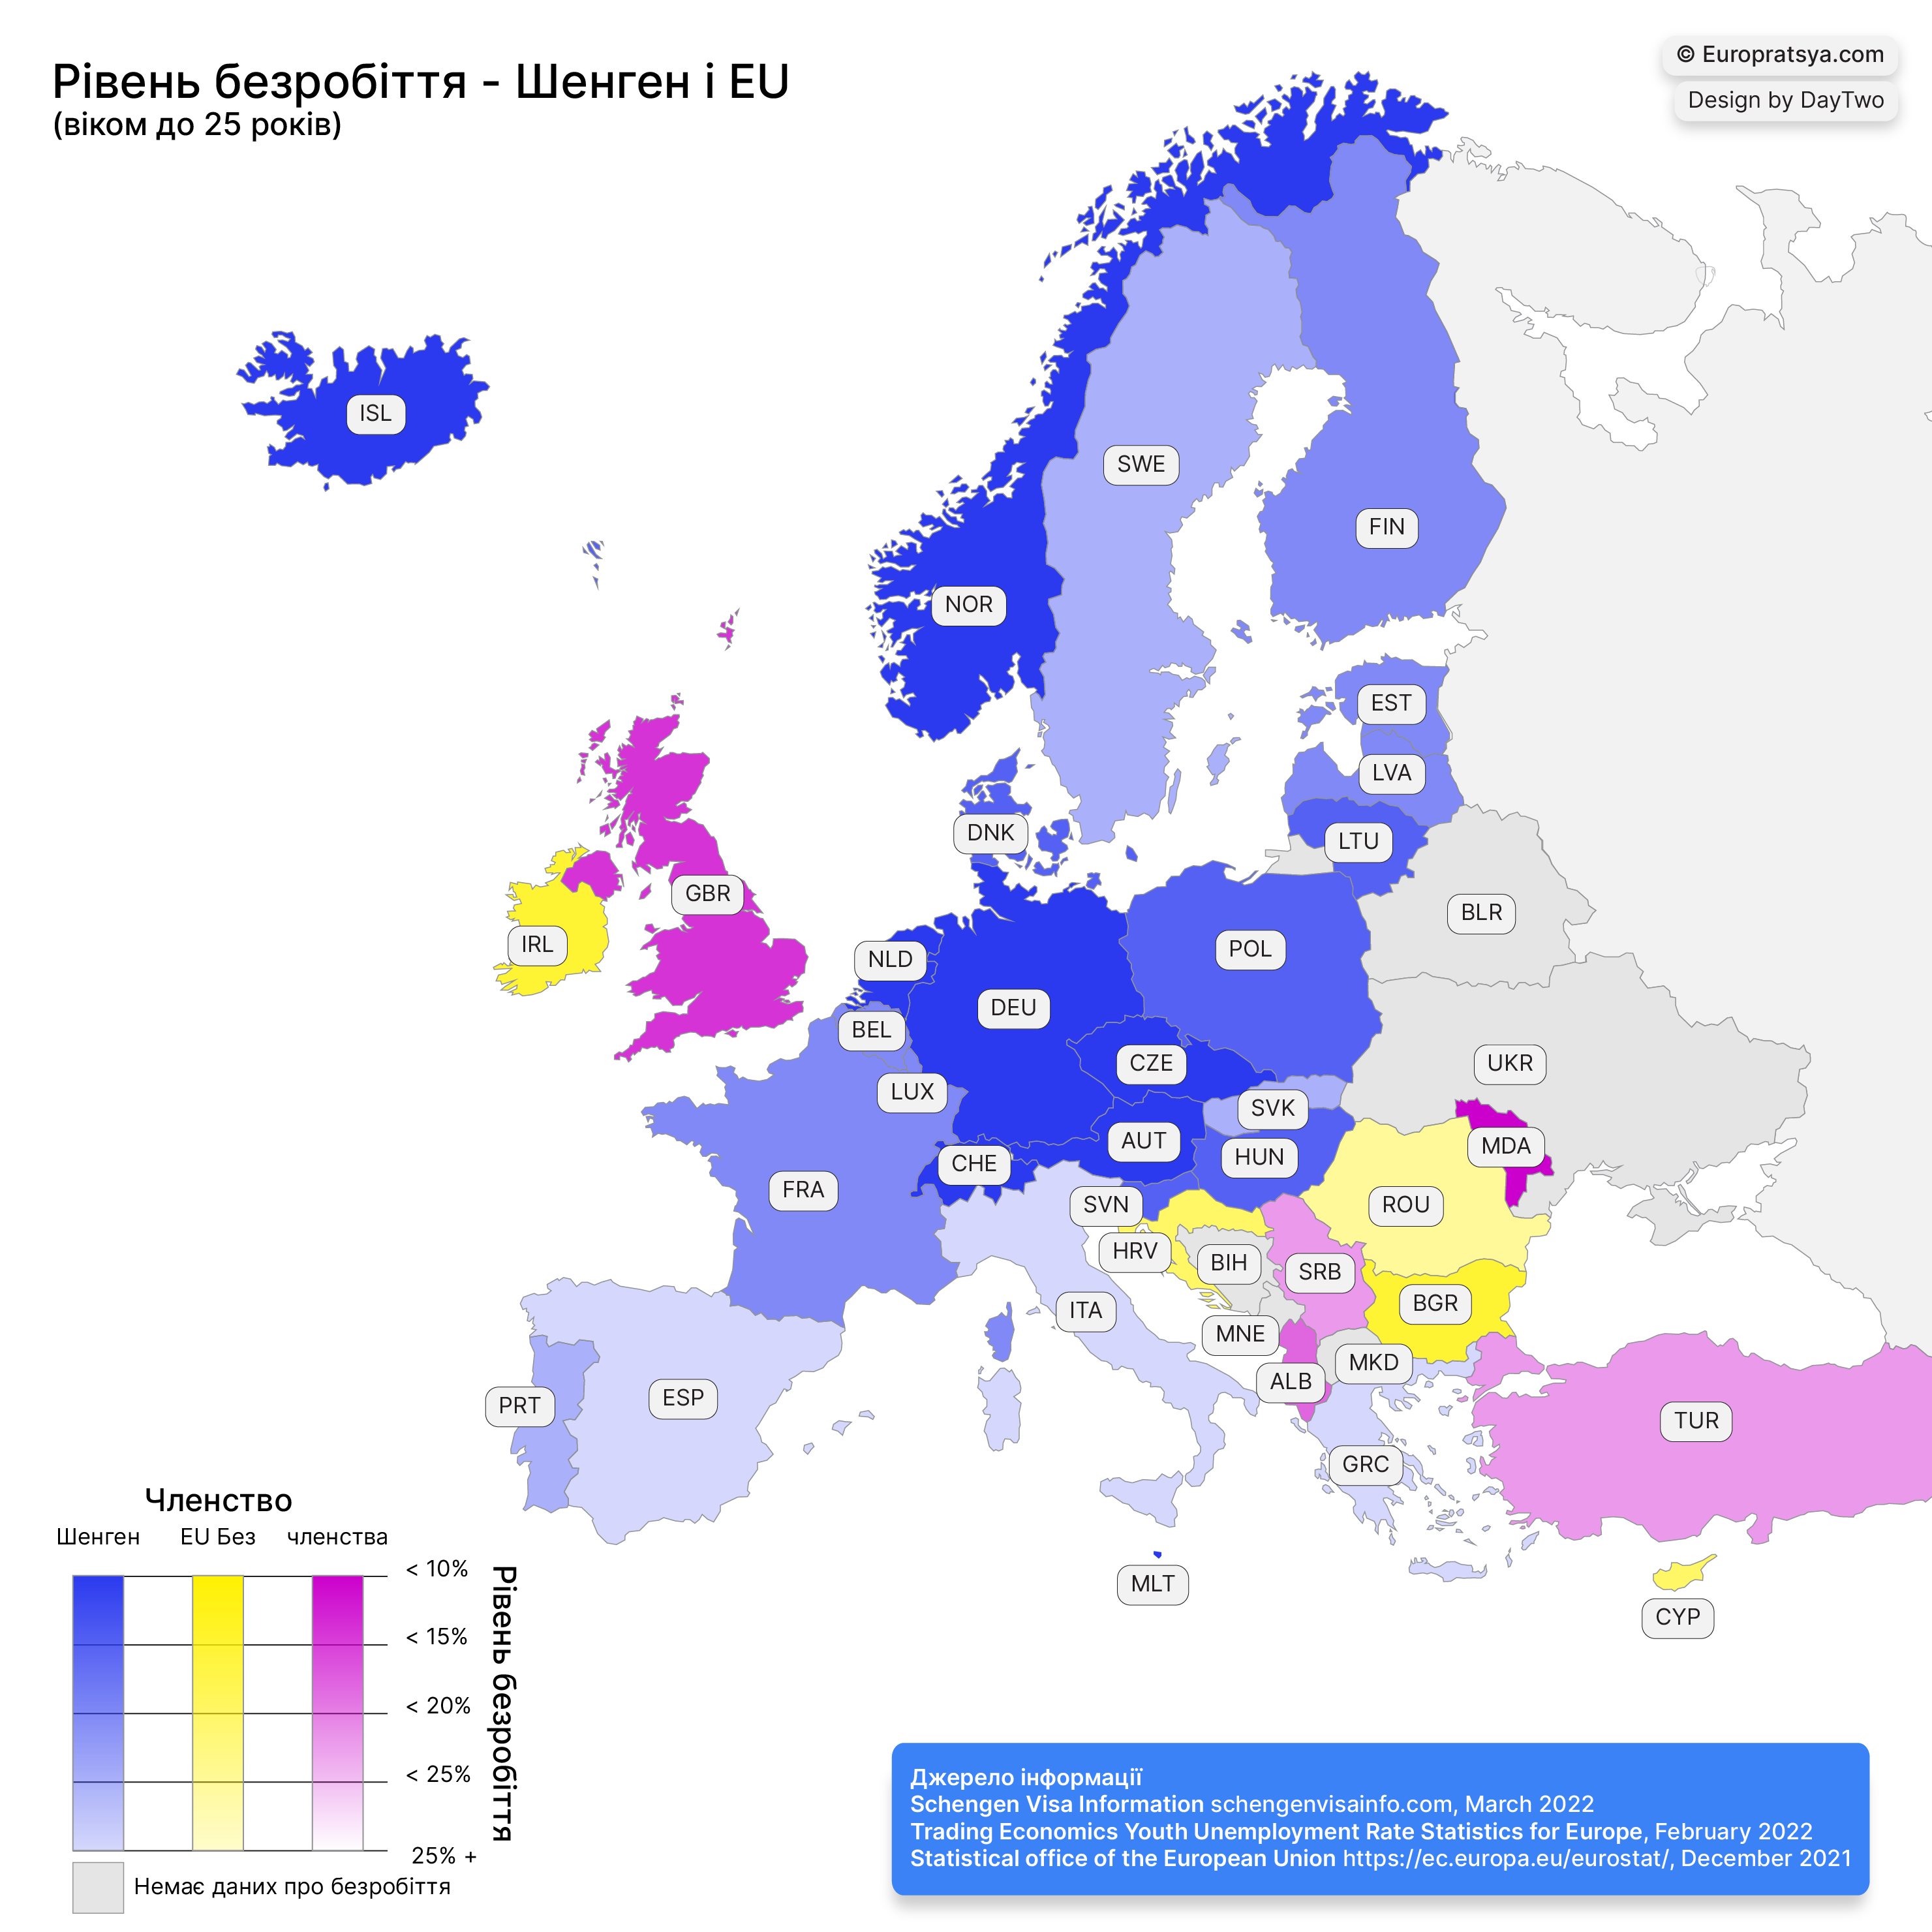 Рівень безробіття - Шенген і EU
(віком до 25 років)
© Europratsya.com
Design by DayTwo
ISL
SWE
FIN
NOR
EST
LVA
DNK
LTU
GBR
BLR
IRL
POL
NLD
DEU
BEL
CZE
UKR
LUX
SVK
AUT
MDA
HUN
CHE
FRA
SVN
ROU
HRV
BIH
SRB
BGR
ITA
MNE
MKD
ALB
ESP
PRT
TUR
GRC
MLT
CYP
Членство
Шенген EU Без членства
< 10%
< 15%
< 20%
< 25%
25% +
Рівень безробіття
Немає даних про безробіття
Джерело інформації
Schengen Visa Information schengenvisainfo.com, March 2022
Trading Economics Youth Unemployment Rate Statistics for Europe, February 2022
Statistical office of the European Union https://ec.europa.eu/eurostat/, December 2021